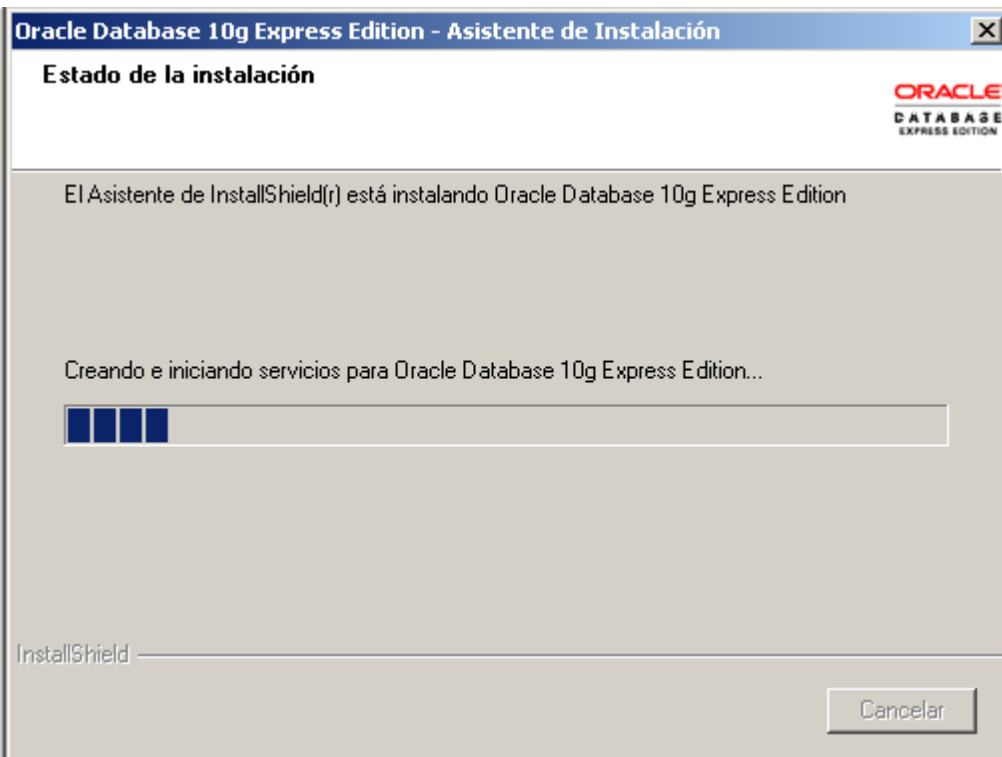 Oracle Database 10g Express Edition - Asistente de Instalación
Estado de la instalación
ORACLE
DATABASE
EXPRESS EDITION
El Asistente de InstallShield(r) está instalando Oracle Database 10g Express Edition
Creando e iniciando servicios para Oracle Database 10g Express Edition...
InstallShield
Cancelar